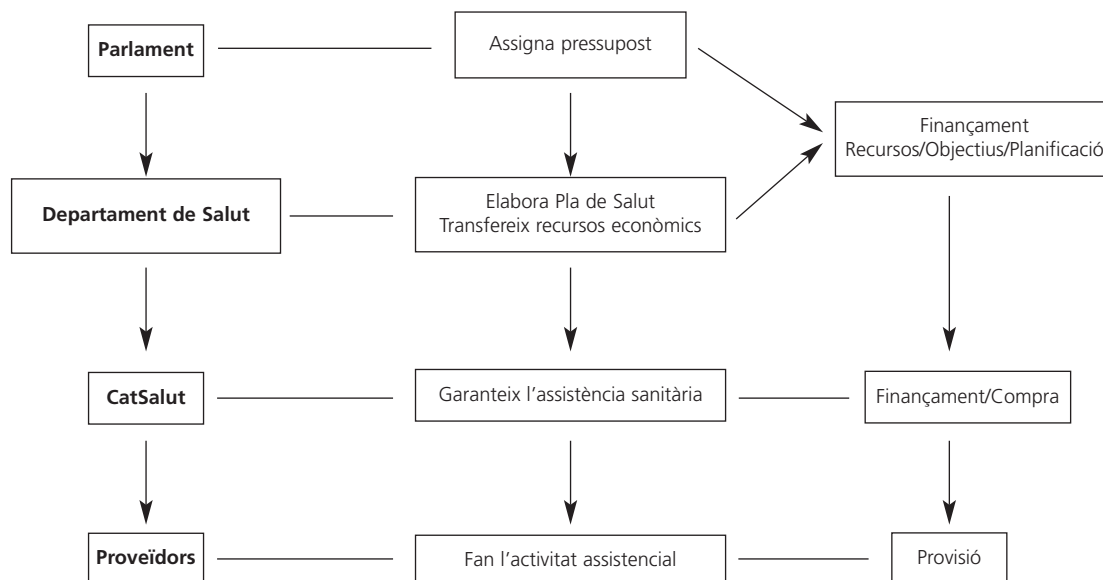 Parlament
Assigna pressupost
Finançament
Recursos/Objectius/Planificació
Departament de Salut
Elabora Pla de Salut
Transfereix recursos econòmics
CatSalut
Garanteix l’assistència sanitària
Finançament/Compra
Proveïdors
Fan l’activitat assistencial
Provisió